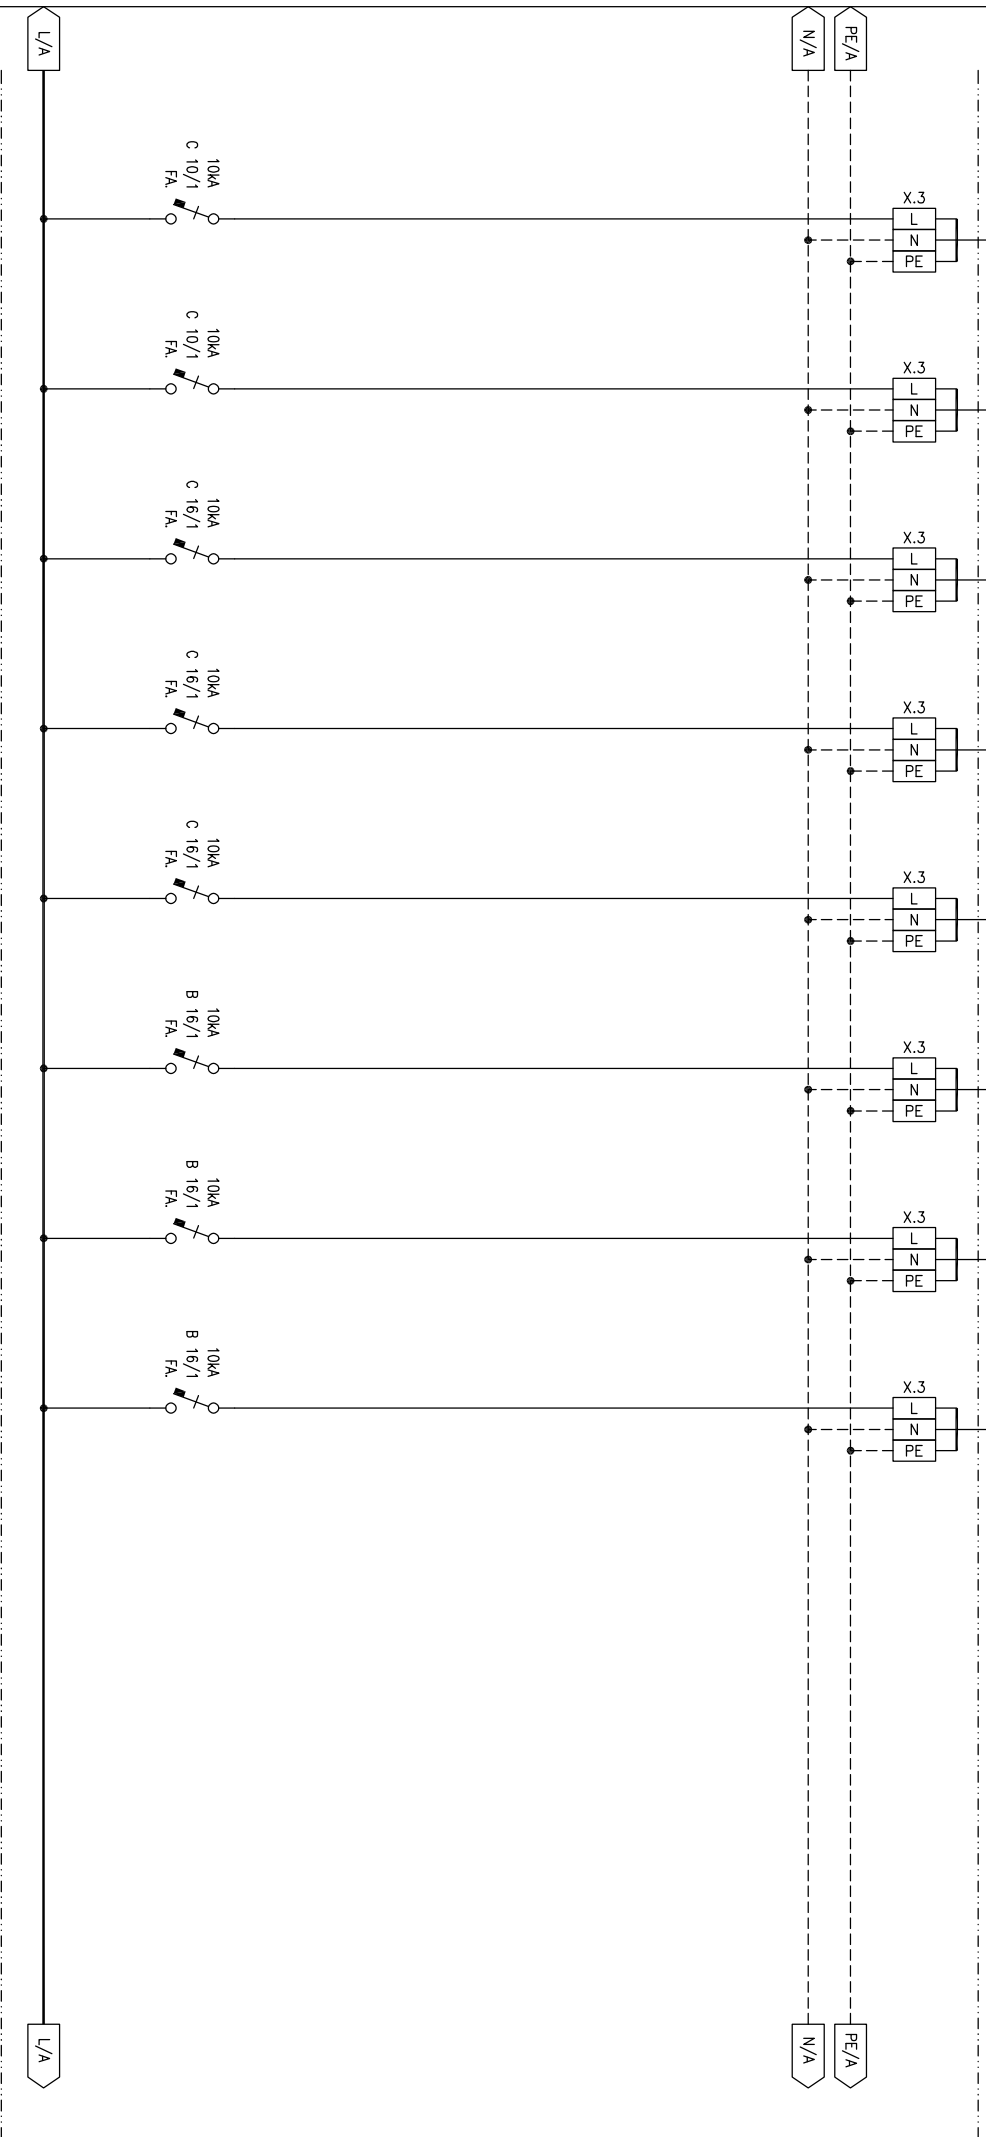 L/A
N/A
PE/A
10kA
C 10/1
FA.
X.3
L
N
PE
10kA
C 10/1
FA.
X.3
L
N
PE
10kA
C 16/1
FA.
X.3
L
N
PE
10kA
C 16/1
FA.
X.3
L
N
PE
10kA
C 16/1
FA.
X.3
L
N
PE
10kA
B 16/1
FA.
X.3
L
N
PE
10kA
B 16/1
FA.
X.3
L
N
PE
10kA
B 16/1
FA.
X.3
L
N
PE
L/A
N/A
PE/A